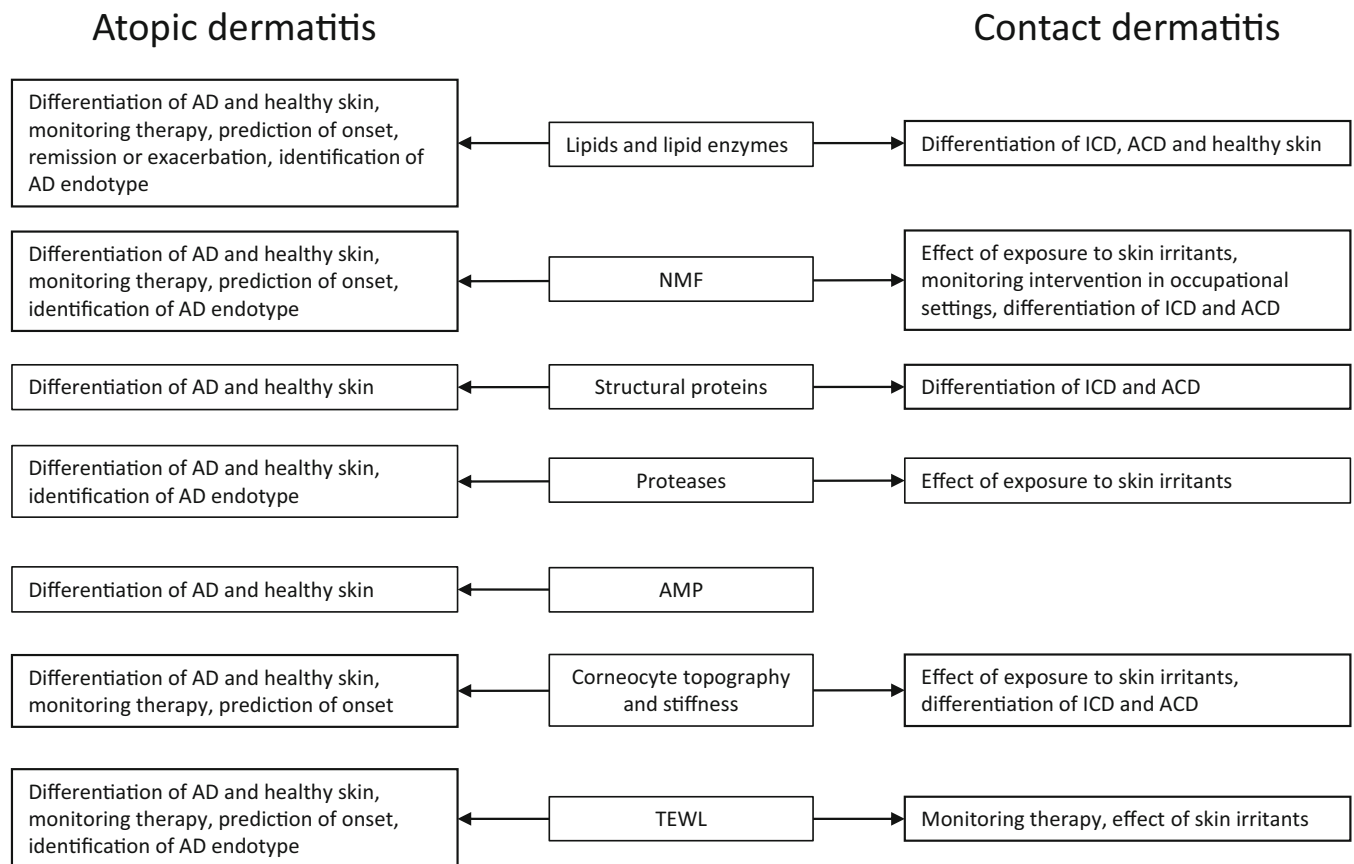 Atopic dermatitis
Contact dermatitis
Differentiation of AD and healthy skin,
monitoring therapy, prediction of onset,
remission or exacerbation, identification of
AD endotype
Lipids and lipid enzymes
Differentiation of ICD, ACD and healthy skin
Differentiation of AD and healthy skin,
monitoring therapy, prediction of onset,
identification of AD endotype
NMF
Effect of exposure to skin irritants,
monitoring intervention in occupational
settings, differentiation of ICD and ACD
Differentiation of AD and healthy skin
Structural proteins
Differentiation of ICD and ACD
Differentiation of AD and healthy skin,
identification of AD endotype
Proteases
Effect of exposure to skin irritants
Differentiation of AD and healthy skin
AMP
Differentiation of AD and healthy skin,
monitoring therapy, prediction of onset
Corneocyte topography
and stiffness
Effect of exposure to skin irritants,
differentiation of ICD and ACD
Differentiation of AD and healthy skin,
monitoring therapy, prediction of onset,
identification of AD endotype
TEWL
Monitoring therapy, effect of skin irritants